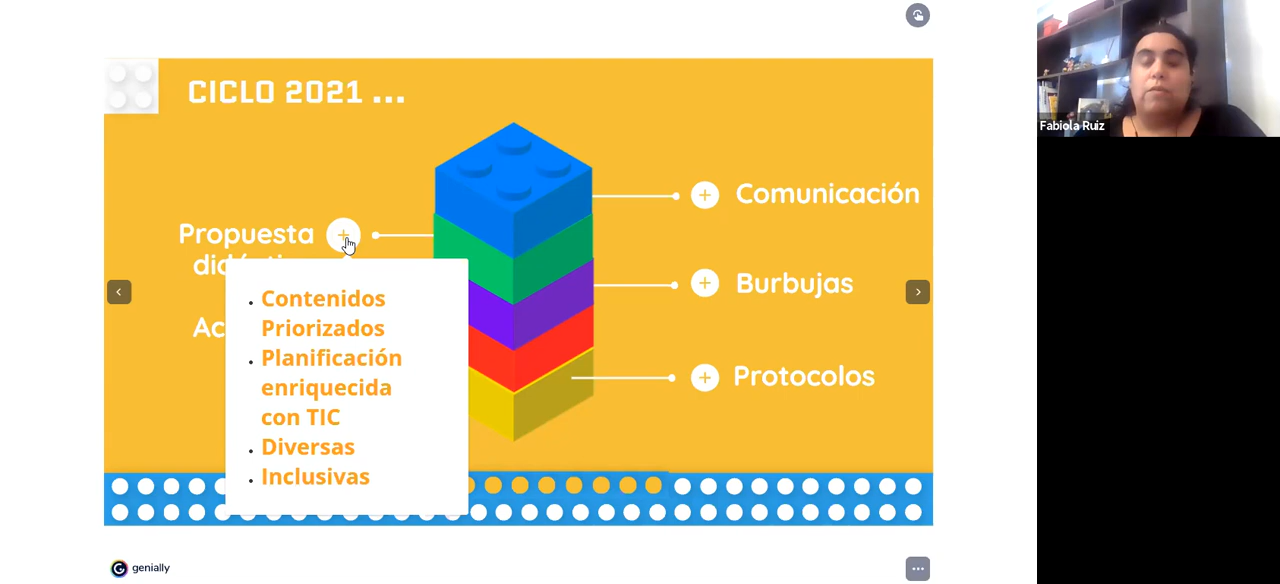 CICLO 2021 ...
Fabiola Ruiz
Comunicación
Propuesta
Contenidos
Priorizados
Planificación
enriquecida
con TIC
Diversas
Inclusivas
Burbujas
Protocolos
genially